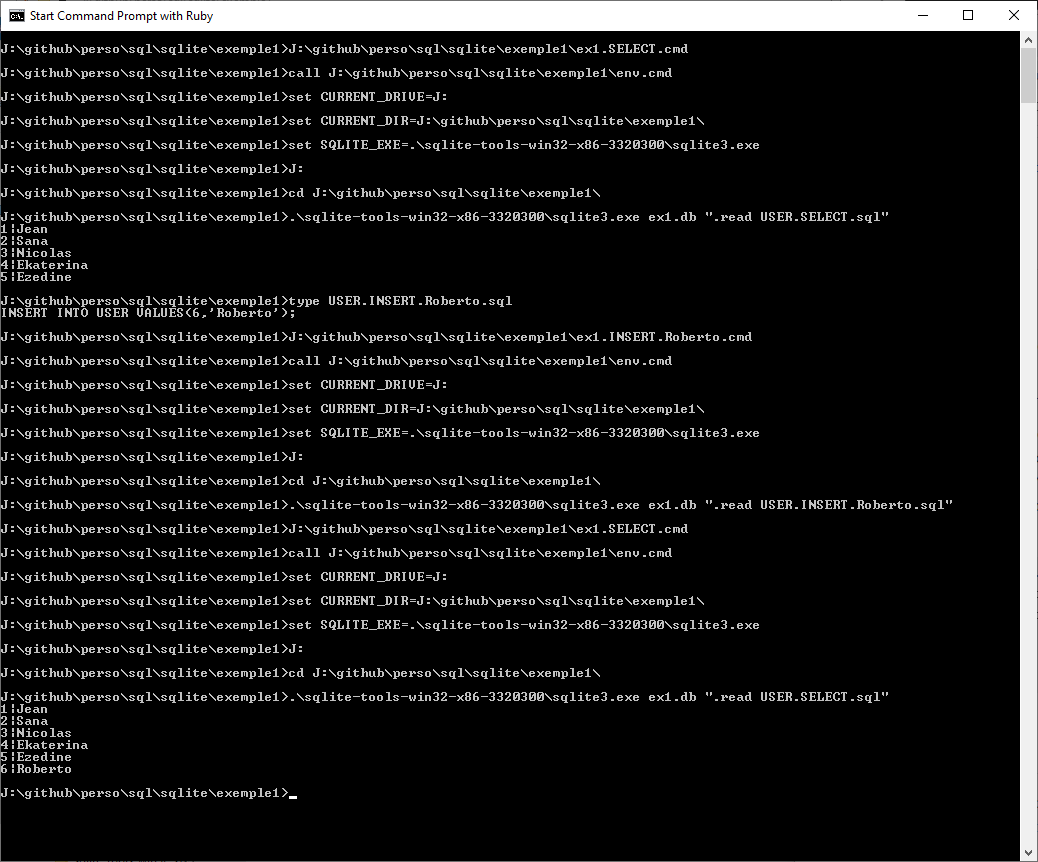 Start Command Prompt with Ruby
J:\github\perso\sql\sqlite\exemple1>J:\github\perso\sql\sqlite\exemple1\ex1.SELECT.cmd
J:\github\perso\sql\sqlite\exemple1>call J:\github\perso\sql\sqlite\exemple1\env.cmd
J:\github\perso\sql\sqlite\exemple1>set CURRENT_DRIVE=J:
J:\github\perso\sql\sqlite\exemple1>set CURRENT_DIR=J:\github\perso\sql\sqlite\exemple1\
J:\github\perso\sql\sqlite\exemple1>set SQLITE_EXE=.\sqlite-tools-win32-x86-3320300\sqlite3.exe
J:\github\perso\sql\sqlite\exemple1>J:
J:\github\perso\sql\sqlite\exemple1>cd J:\github\perso\sql\sqlite\exemple1\
J:\github\perso\sql\sqlite\exemple1>.\sqlite-tools-win32-x86-3320300\sqlite3.exe ex1.db ".read USER.SELECT.sql"
1|Jean
2|Sana
3|Nicolas
4|Ekaterina
5|Ezedine
J:\github\perso\sql\sqlite\exemple1>type USER.INSERT.Roberto.sql
INSERT INTO USER VALUES(6,'Roberto');
J:\github\perso\sql\sqlite\exemple1>J:\github\perso\sql\sqlite\exemple1\ex1.INSERT.Roberto.cmd
J:\github\perso\sql\sqlite\exemple1>call J:\github\perso\sql\sqlite\exemple1\env.cmd
J:\github\perso\sql\sqlite\exemple1>set CURRENT_DRIVE=J:
J:\github\perso\sql\sqlite\exemple1>set CURRENT_DIR=J:\github\perso\sql\sqlite\exemple1\
J:\github\perso\sql\sqlite\exemple1>set SQLITE_EXE=.\sqlite-tools-win32-x86-3320300\sqlite3.exe
J:\github\perso\sql\sqlite\exemple1>J:
J:\github\perso\sql\sqlite\exemple1>cd J:\github\perso\sql\sqlite\exemple1\
J:\github\perso\sql\sqlite\exemple1>.\sqlite-tools-win32-x86-3320300\sqlite3.exe ex1.db ".read USER.INSERT.Roberto.sql"
J:\github\perso\sql\sqlite\exemple1>J:\github\perso\sql\sqlite\exemple1\ex1.SELECT.cmd
J:\github\perso\sql\sqlite\exemple1>call J:\github\perso\sql\sqlite\exemple1\env.cmd
J:\github\perso\sql\sqlite\exemple1>set CURRENT_DRIVE=J:
J:\github\perso\sql\sqlite\exemple1>set CURRENT_DIR=J:\github\perso\sql\sqlite\exemple1\
J:\github\perso\sql\sqlite\exemple1>set SQLITE_EXE=.\sqlite-tools-win32-x86-3320300\sqlite3.exe
J:\github\perso\sql\sqlite\exemple1>J:
J:\github\perso\sql\sqlite\exemple1>cd J:\github\perso\sql\sqlite\exemple1\
J:\github\perso\sql\sqlite\exemple1>.\sqlite-tools-win32-x86-3320300\sqlite3.exe ex1.db ".read USER.SELECT.sql"
1|Jean
2|Sana
3|Nicolas
4|Ekaterina
5|Ezedine
6|Roberto
J:\github\perso\sql\sqlite\exemple1>